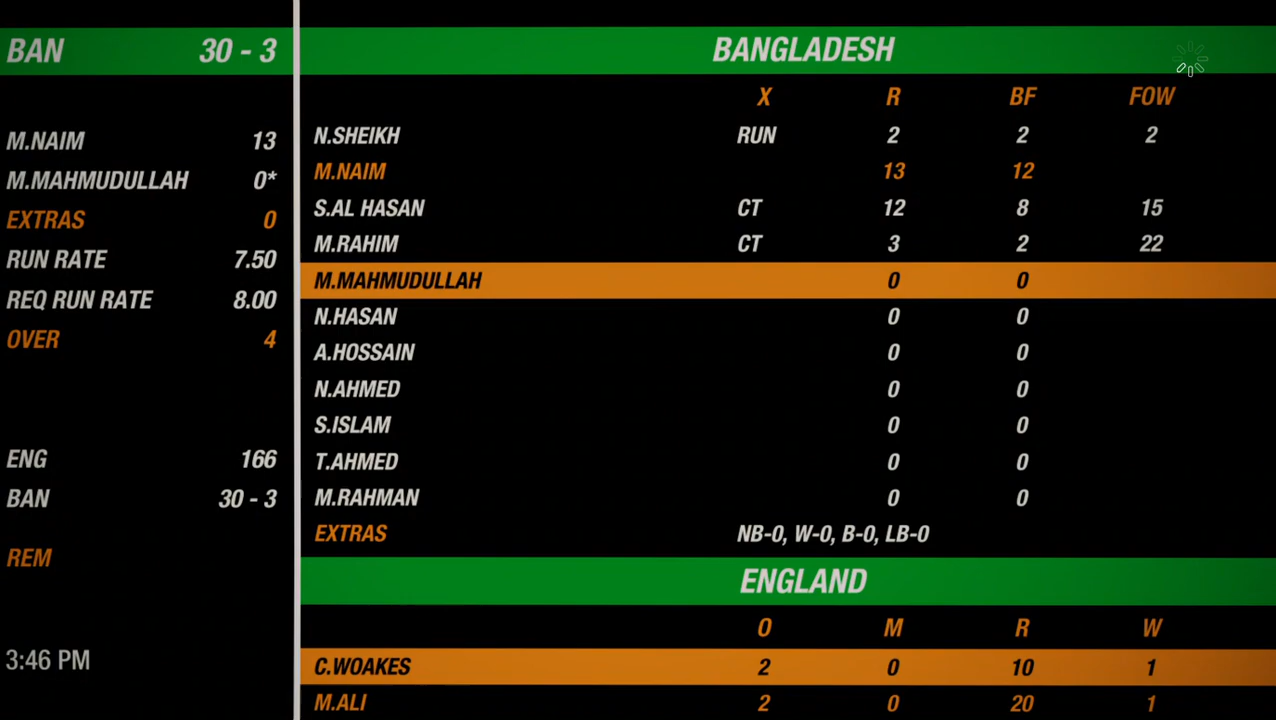 BAN 30 - 3
M.NAIM 13
M.MAHMUDULLAH 0*
EXTRAS 0
RUN RATE 7.50
REQ RUN RATE 8.00
OVER 4
ENG 166
BAN 30 - 3
REM
3:46 PM
BANGLADESH
X R BF FOW
N.SHEIKH RUN 2 2 2
M.NAIM 13 12
S.AL HASAN CT 12 8 15
M.RAHIM CT 3 2 22
M.MAHMUDULLAH 0 0
N.HASAN 0 0
A.HOSSAIN 0 0
N.AHMED 0 0
S.ISLAM 0 0
T.AHMED 0 0
M.RAHMAN 0 0
EXTRAS NB-0, W-0, B-0, LB-0
ENGLAND
O M R W
C.WOAKES 2 0 10 1
M.ALI 2 0 20 1